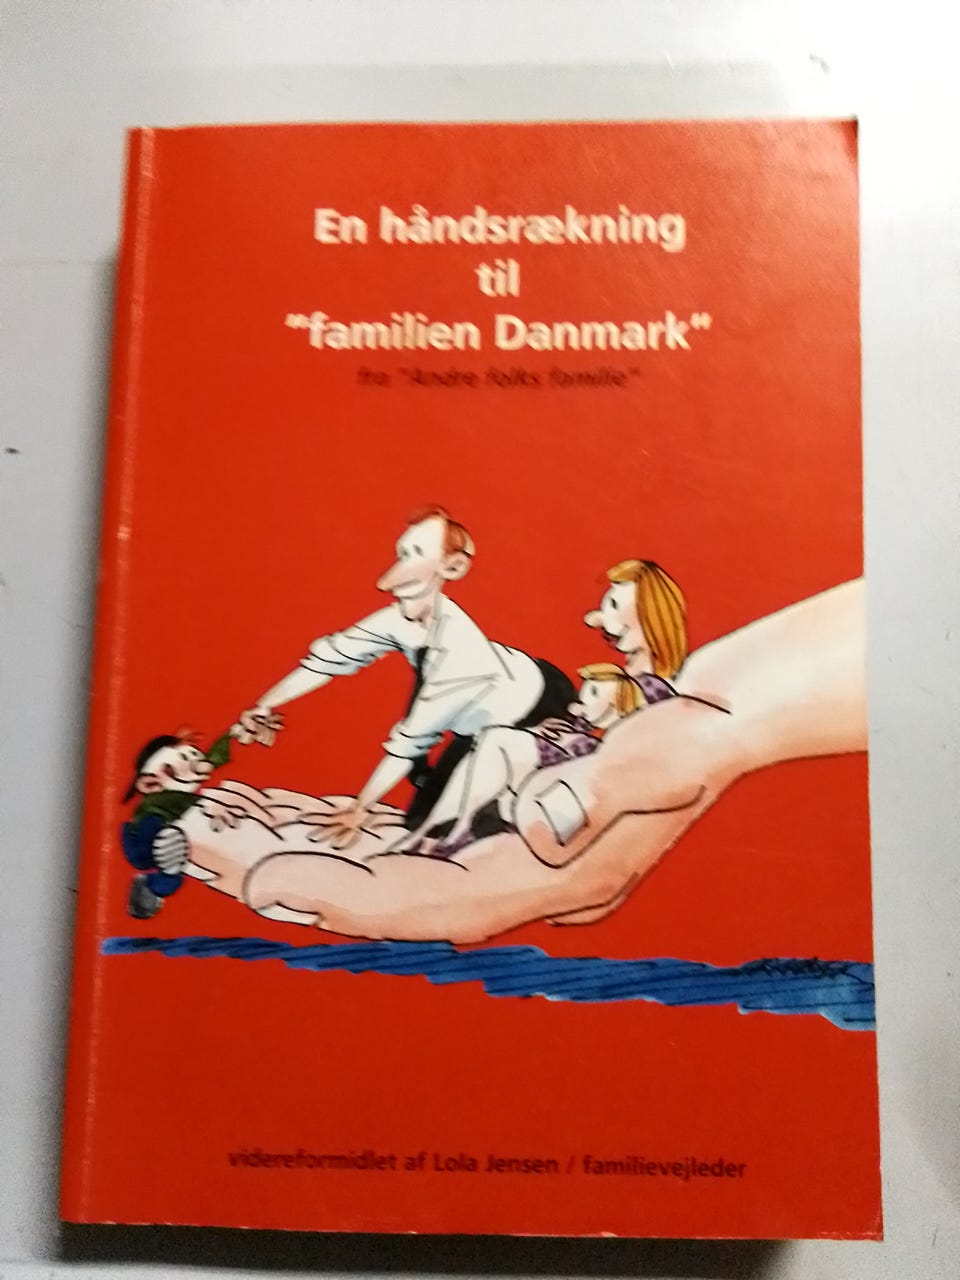 En håndsrækning
til
"familien Danmark"
fra "Andre folks familie"
videreformidlet af Lola Jensen / familievejleder